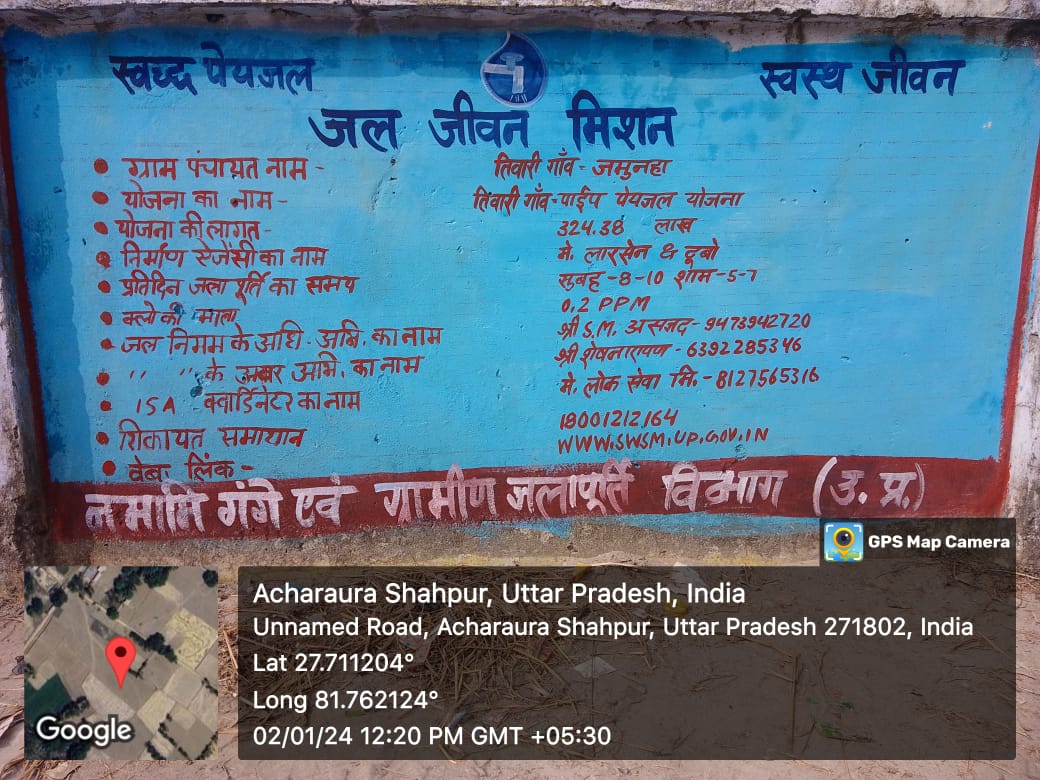 स्वच्छ पेयजल
स्वस्थ जीवन
जल जीवन मिशन
• ग्राम पंचायत नाम - तिवारी गाँव - जमुनहा
• योजना का नाम - तिवारी गाँव - पाईप पेयजल योजना
• योजना की लागत - 324.38 लाख
• निर्माण ऐजेंसी का नाम मे. लारसेन & टूबो
• प्रतिदिन जला पूर्ति का समय सुबह - 8-10 शाम - 5-7
• क्लो की माला 0.2 PPM
• जल निगम के अधि. अभि. का नाम श्री S.M. असजद - 9473942720
• " " के अवर अभि. का नाम श्री शेषनारायण - 6392285346
• ISA क्वार्डिनेटर का नाम मे. लोक सेवा मि. - 8127565316
• शिकायत समाधान 18001212164
• वेब लिंक - WWW.SWSM.UP.GOV.IN
नमामि गंगे एवं ग्रामीण जलापूर्ति विभाग (उ. प्र.)
GPS Map Camera
Acharaura Shahpur, Uttar Pradesh, India
Unnamed Road, Acharaura Shahpur, Uttar Pradesh 271802, India
Lat 27.711204°
Long 81.762124°
02/01/24 12:20 PM GMT +05:30
Google